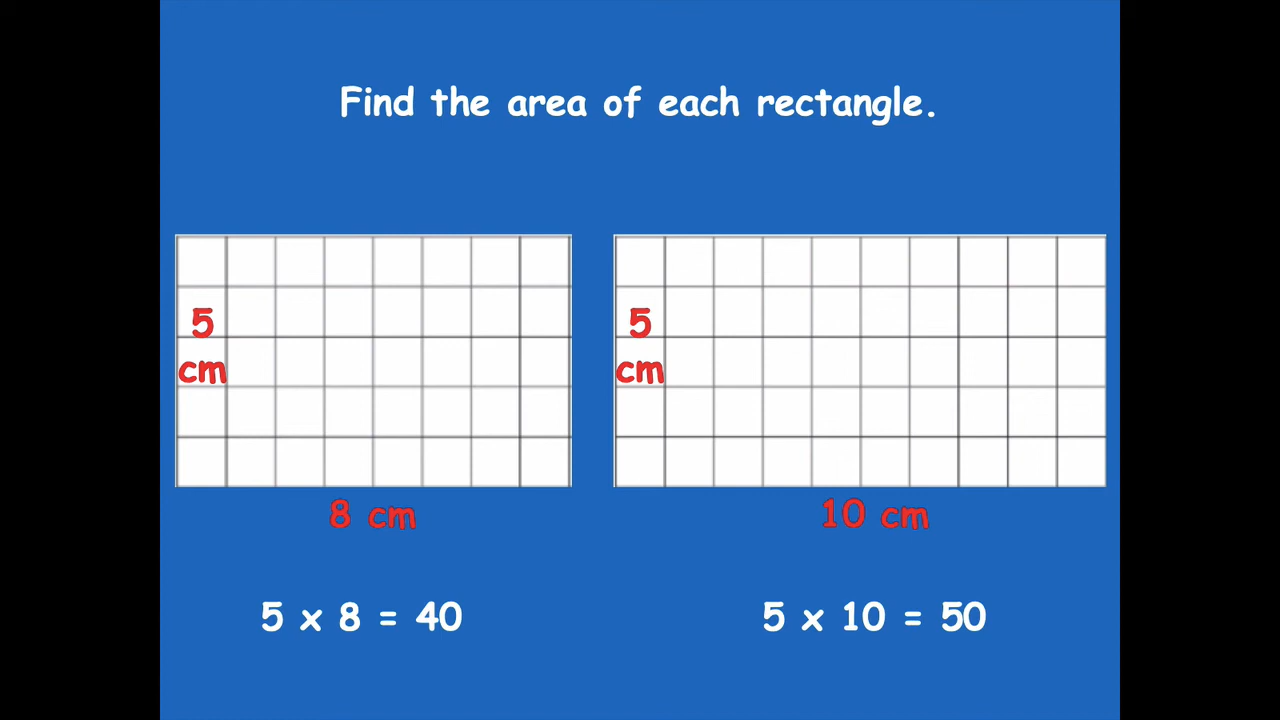 Find the area of each rectangle.
5
cm
8 cm
5 x 8 = 40
5
cm
10 cm
5 x 10 = 50